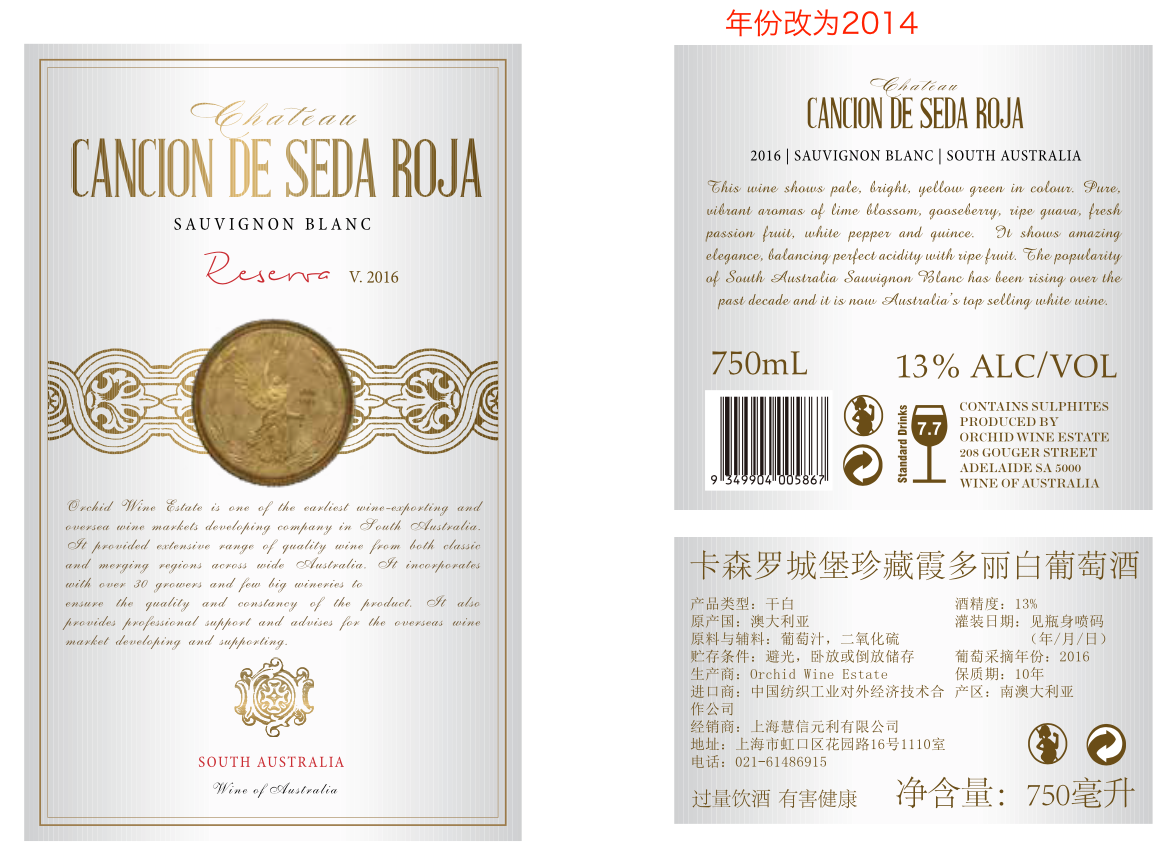 年份改为2014
Chateau
CANCION DE SEDA ROJA
SAUVIGNON BLANC
Reserva V. 2016
Orchid Wine Estate is one of the earliest wine-exporting and
oversea wine markets developing company in South Australia.
It provided extensive range of quality wine from both classic
and merging regions across wide Australia. It incorporates
with over 30 growers and few big wineries to
ensure the quality and constancy of the product. It also
provides professional support and advises for the overseas wine
market developing and supporting.
SOUTH AUSTRALIA
Wine of Australia
Chateau
CANCION DE SEDA ROJA
2016 | SAUVIGNON BLANC | SOUTH AUSTRALIA
This wine shows pale, bright, yellow green in colour. Pure,
vibrant aromas of lime blossom, gooseberry, ripe guava, fresh
passion fruit, white pepper and quince. It shows amazing
elegance, balancing perfect acidity with ripe fruit. The popularity
of South Australia Sauvignon Blanc has been rising over the
past decade and it is now Australia's top selling white wine.
750mL
13% ALC/VOL
9 349904 005867
Standard Drinks
7.7
CONTAINS SULPHITES
PRODUCED BY
ORCHID WINE ESTATE
208 GOUGER STREET
ADELAIDE SA 5000
WINE OF AUSTRALIA
卡森罗城堡珍藏霞多丽白葡萄酒
产品类型：干白
原产国：澳大利亚
原料与辅料：葡萄汁，二氧化硫
贮存条件：避光，卧放或倒放储存
生产商：Orchid Wine Estate
进口商：中国纺织工业对外经济技术合
作公司
经销商：上海慧信元利有限公司
地址：上海市虹口区花园路16号1110室
电话：021-61486915
酒精度：13%
灌装日期：见瓶身喷码
（年/月/日）
葡萄采摘年份：2016
保质期：10年
产区：南澳大利亚
过量饮酒 有害健康
净含量：750毫升